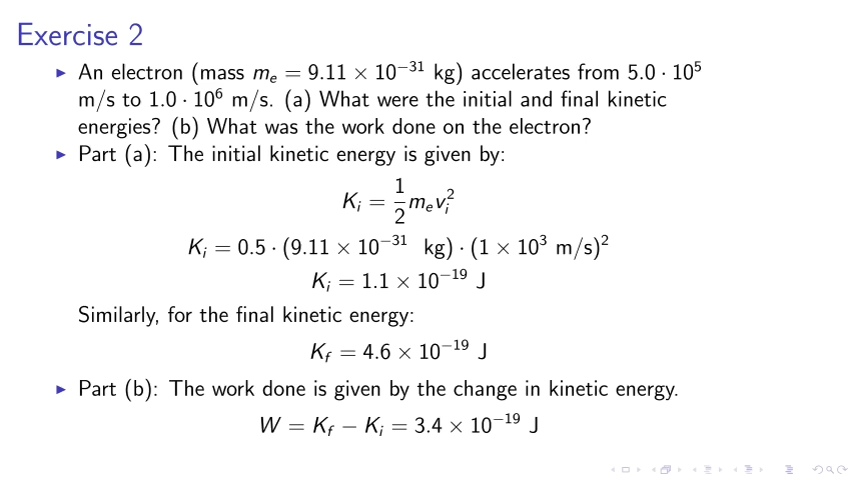 Exercise 2
▶ An electron (mass mₑ = 9.11 × 10⁻³¹ kg) accelerates from 5.0 · 10⁵
m/s to 1.0 · 10⁶ m/s. (a) What were the initial and final kinetic
energies? (b) What was the work done on the electron?
▶ Part (a): The initial kinetic energy is given by:
Kᵢ = 1/2 mₑvᵢ²
Kᵢ = 0.5 · (9.11 × 10⁻³¹ kg) · (1 × 10³ m/s)²
Kᵢ = 1.1 × 10⁻¹⁹ J
Similarly, for the final kinetic energy:
K_f = 4.6 × 10⁻¹⁹ J
▶ Part (b): The work done is given by the change in kinetic energy.
W = K_f − Kᵢ = 3.4 × 10⁻¹⁹ J